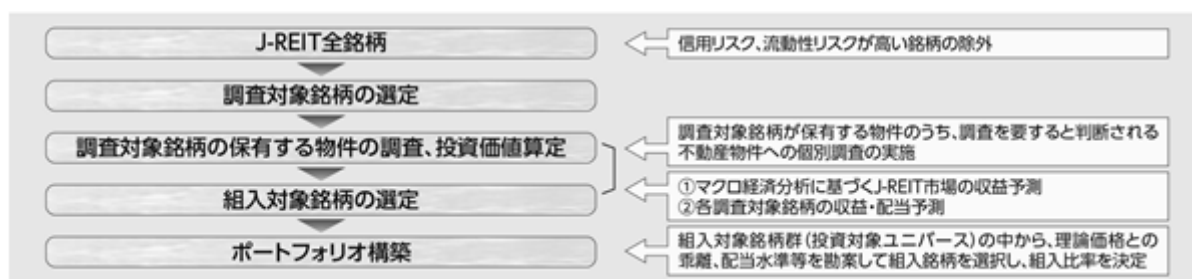 J-REIT全銘柄
信用リスク、流動性リスクが高い銘柄の除外
調査対象銘柄の選定
調査対象銘柄の保有する物件の調査、投資価値算定
調査対象銘柄が保有する物件のうち、調査を要すると判断される
不動産物件への個別調査の実施
組入対象銘柄の選定
①マクロ経済分析に基づくJ-REIT市場の収益予測
②各調査対象銘柄の収益・配当予測
ポートフォリオ構築
組入対象銘柄群(投資対象ユニバース)の中から、理論価格との
乖離、配当水準等を勘案して組入銘柄を選択し、組入比率を決定